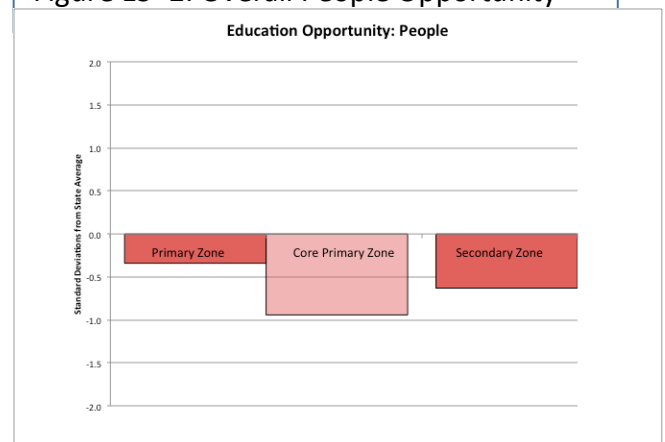 Education Opportunity: People
Standard Deviations from State Average
2.0
1.5
1.0
0.5
0.0
-0.5
-1.0
-1.5
-2.0
Primary Zone
Core Primary Zone
Secondary Zone